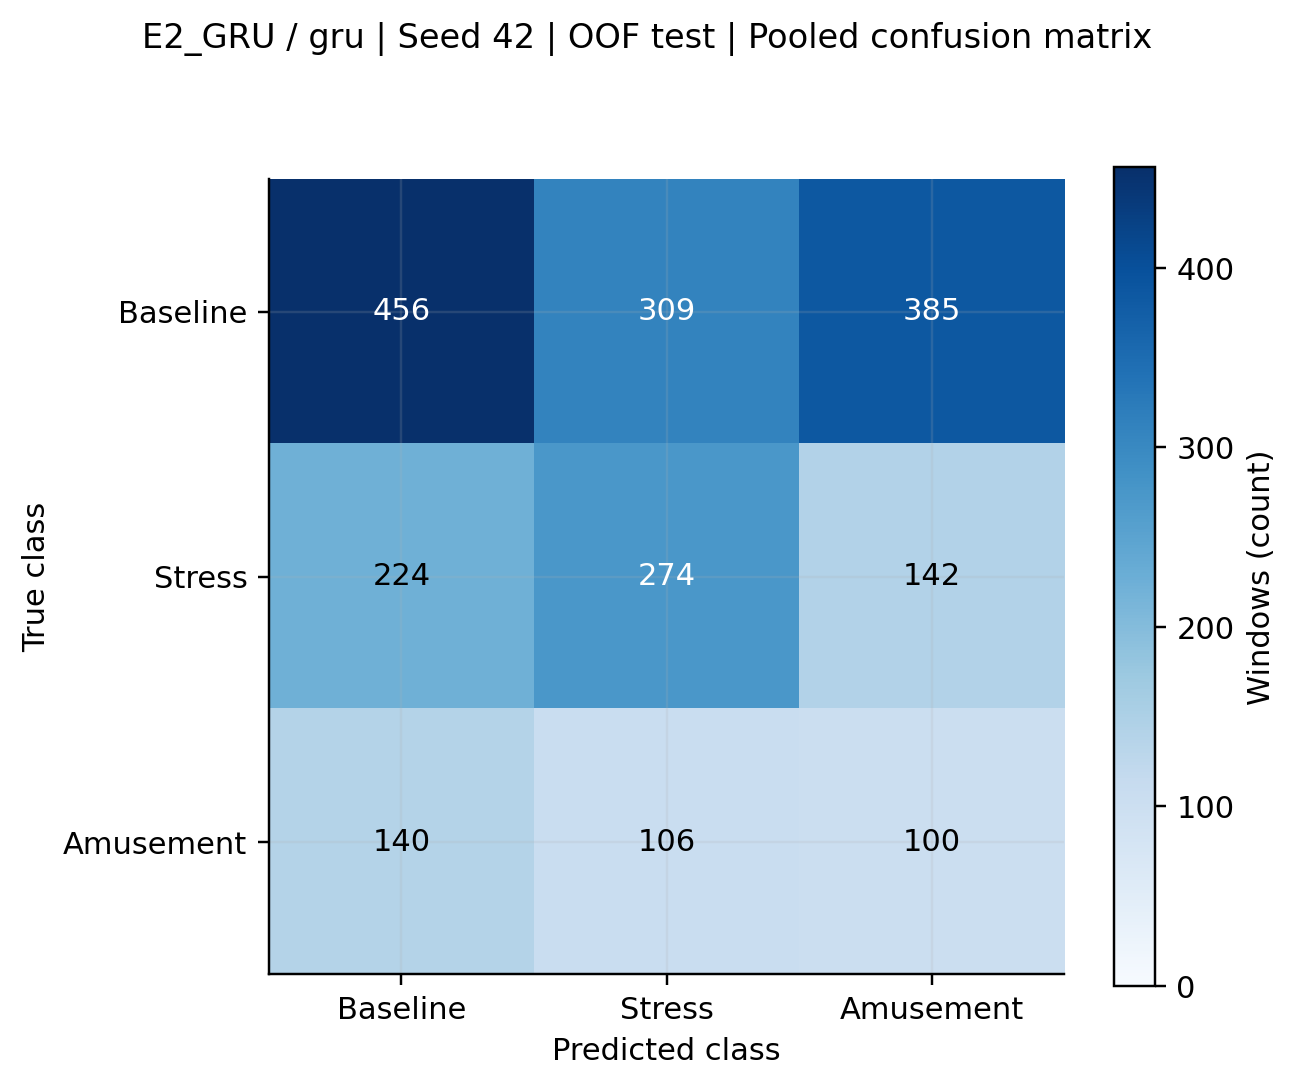 E2_GRU / gru | Seed 42 | OOF test | Pooled confusion matrix
Baseline
456
309
385
Stress
224
274
142
Amusement
140
106
100
Baseline
Stress
Amusement
Predicted class
True class
400
300
200
100
0
Windows (count)